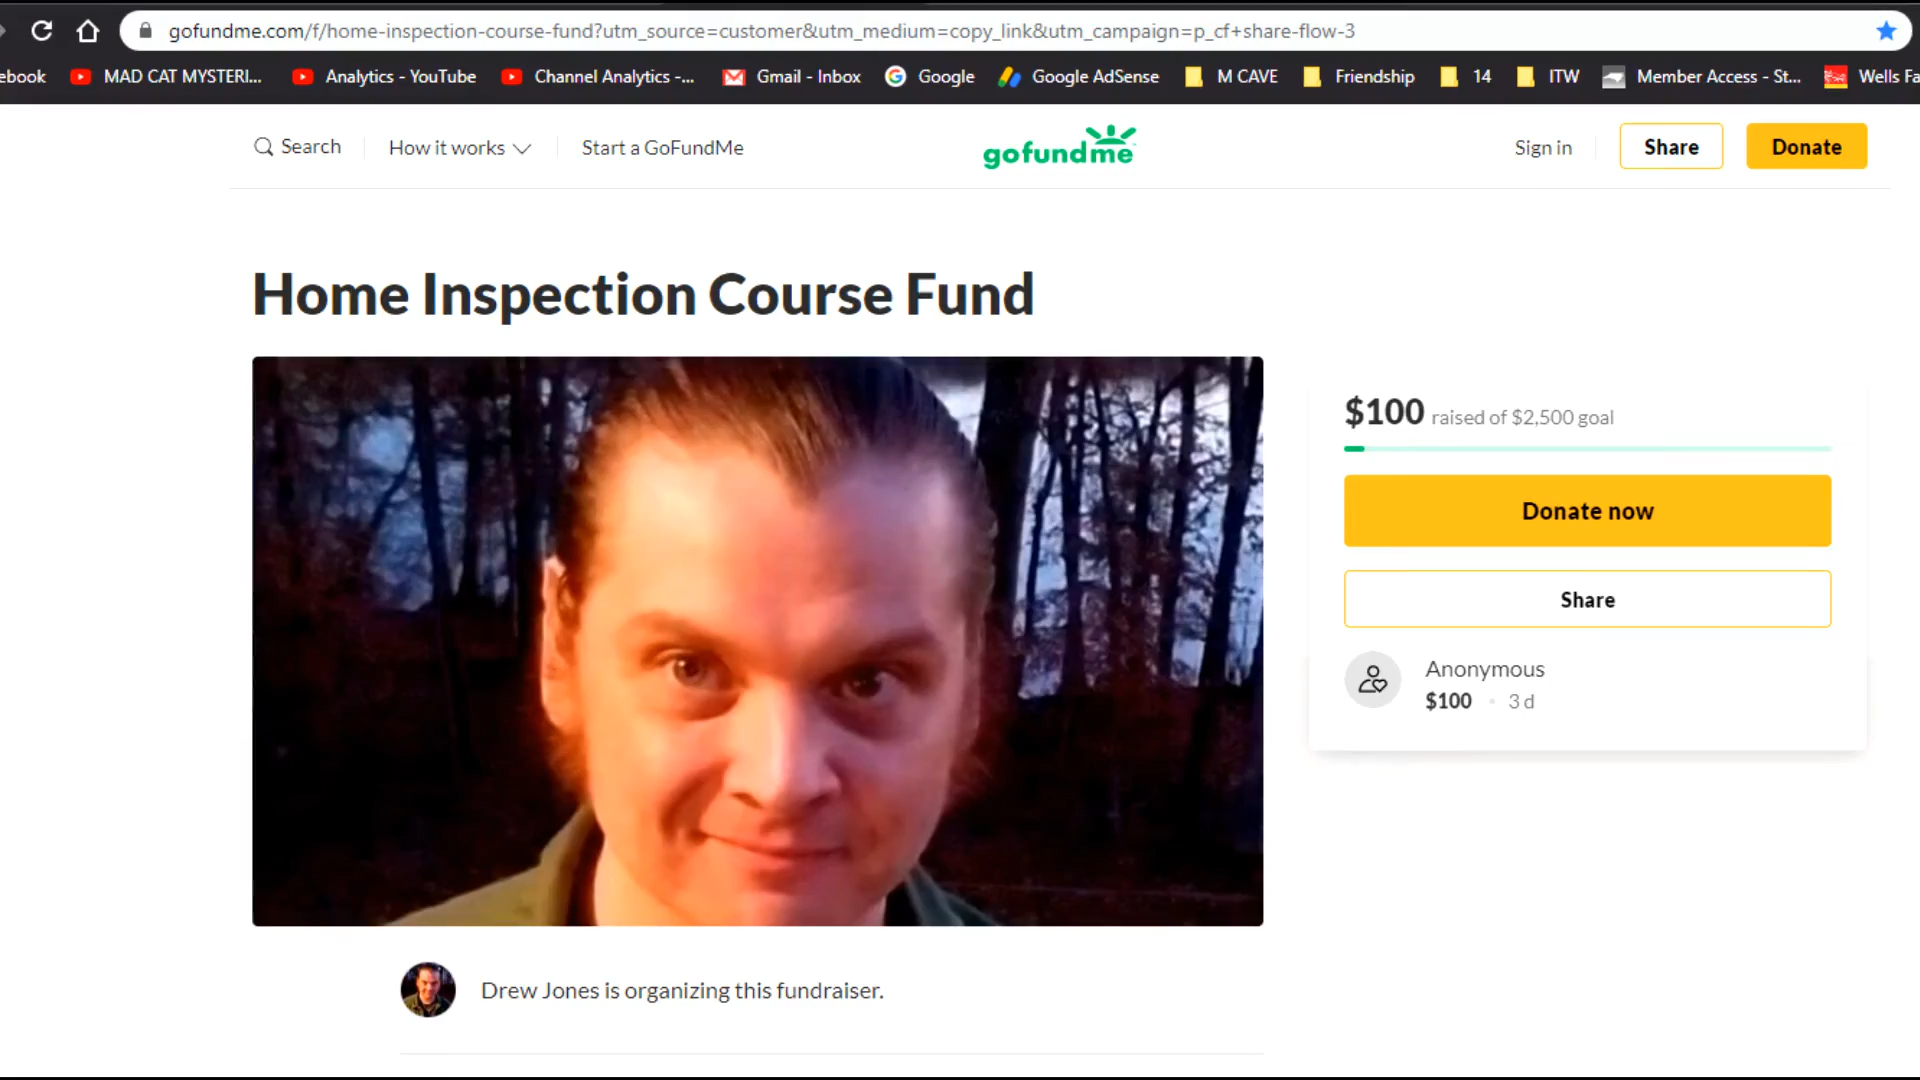 gofundme.com/f/home-inspection-course-fund?utm_source=customer&utm_medium=copy_link&utm_campaign=p_cf+share-flow-3
ebook MAD CAT MYSTERI... Analytics - YouTube Channel Analytics -... Gmail - Inbox Google Google AdSense M CAVE Friendship 14 ITW Member Access - St... Wells Fa
Search How it works Start a GoFundMe gofundme Sign in Share Donate
Home Inspection Course Fund
$100 raised of $2,500 goal
Donate now
Share
Anonymous
$100 • 3 d
Drew Jones is organizing this fundraiser.